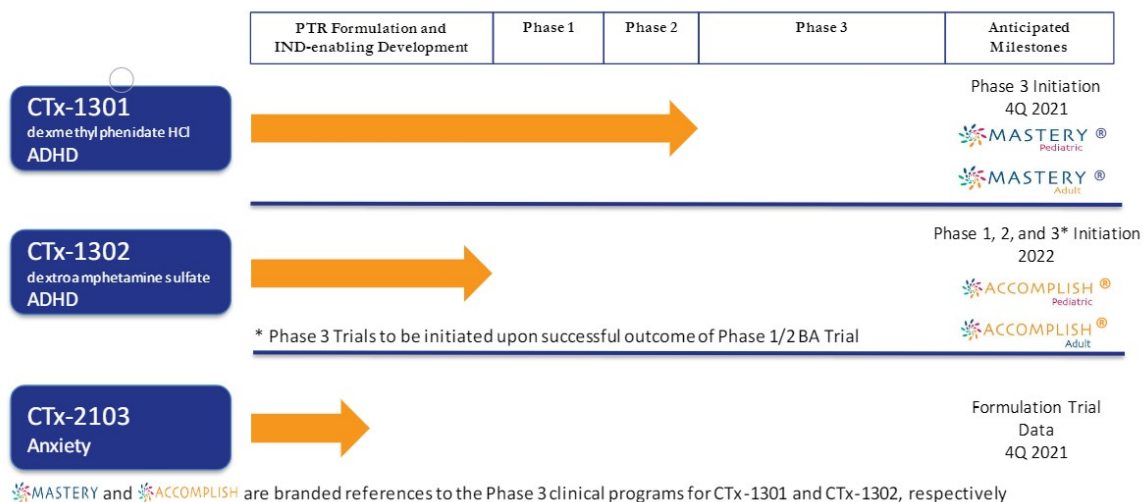 PTR Formulation and
IND-enabling Development
Phase 1
Phase 2
Phase 3
Anticipated
Milestones
CTx-1301
dexmethylphenidate HCl
ADHD
Phase 3 Initiation
4Q 2021
MASTERY ®
Pediatric
MASTERY ®
Adult
CTx-1302
dextroamphetamine sulfate
ADHD
Phase 1, 2, and 3* Initiation
2022
ACCOMPLISH ®
Pediatric
ACCOMPLISH ®
Adult
* Phase 3 Trials to be initiated upon successful outcome of Phase 1/2 BA Trial
CTx-2103
Anxiety
Formulation Trial
Data
4Q 2021
MASTERY and ACCOMPLISH are branded references to the Phase 3 clinical programs for CTx-1301 and CTx-1302, respectively